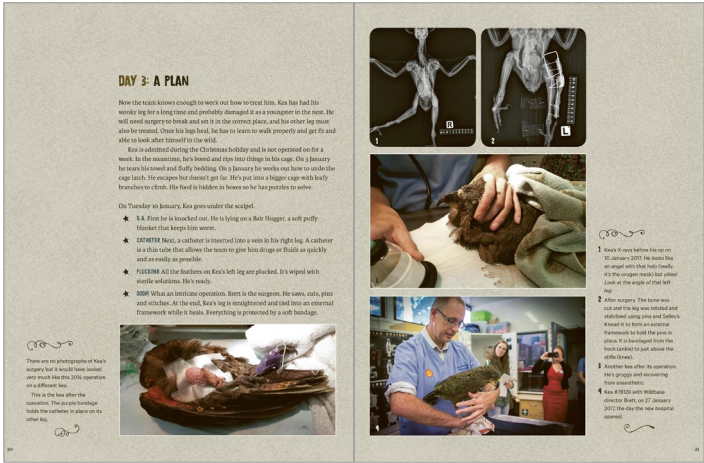 DAY 3: A PLAN
Now the team knows enough to work out how to treat him. Kea has had his
wonky leg for a long time and probably damaged it as a youngster in the nest. He
will need surgery to break and set it in the correct place, and his other leg must
also be treated. Once his legs heal, he has to learn to walk properly and get fit and
able to look after himself in the wild.
Kea is admitted during the Christmas holiday and is not operated on for a
week. In the meantime, he's bored and rips into things in his cage. On 3 January
he tears his towel and fluffy bedding. On 5 January he works out how to undo the
cage latch. He escapes but doesn't get far. He's put into a bigger cage with leafy
branches to climb. His food is hidden in boxes so he has puzzles to solve.
On Tuesday 10 January, Kea goes under the scalpel.
G.A. First he is knocked out. He is lying on a Bair Hugger, a soft puffy
blanket that keeps him warm.
CATHETER Next, a catheter is inserted into a vein in his right leg. A catheter
is a thin tube that allows the team to give him drugs or fluids as quickly
and as easily as possible.
PLUCKING All the feathers on Kea's left leg are plucked. It's wiped with
sterile solutions. He's ready.
OOOH! What an intricate operation. Brett is the surgeon. He saws, cuts, pins
and stitches. At the end, Kea's leg is straightened and tied into an external
framework while it heals. Everything is protected by a soft bandage.
There are no photographs of Kea's
surgery but it would have looked
very much like this 2014 operation
on a different kea.
This is the kea after the
operation. The purple bandage
holds the catheter in place on its
other leg.
20
R
1
L
2
4
1 Kea's X-rays before his op on
10 January 2017. He looks like
an angel with that halo (really
it's the oxygen mask) but yikes!
Look at the angle of that left
leg.
2 After surgery. The bone was
cut and the leg was rotated and
stabilised using pins and Selley's
Knead-it to form an external
framework to hold the pins in
place. It is bandaged from the
hock (ankle) to just above the
stifle (knee).
3 Another kea after its operation.
He's groggy and recovering
from anaesthetic.
4 Kea #78129 with Wildbase
director Brett, on 27 January
2017, the day the new hospital
opened.
21